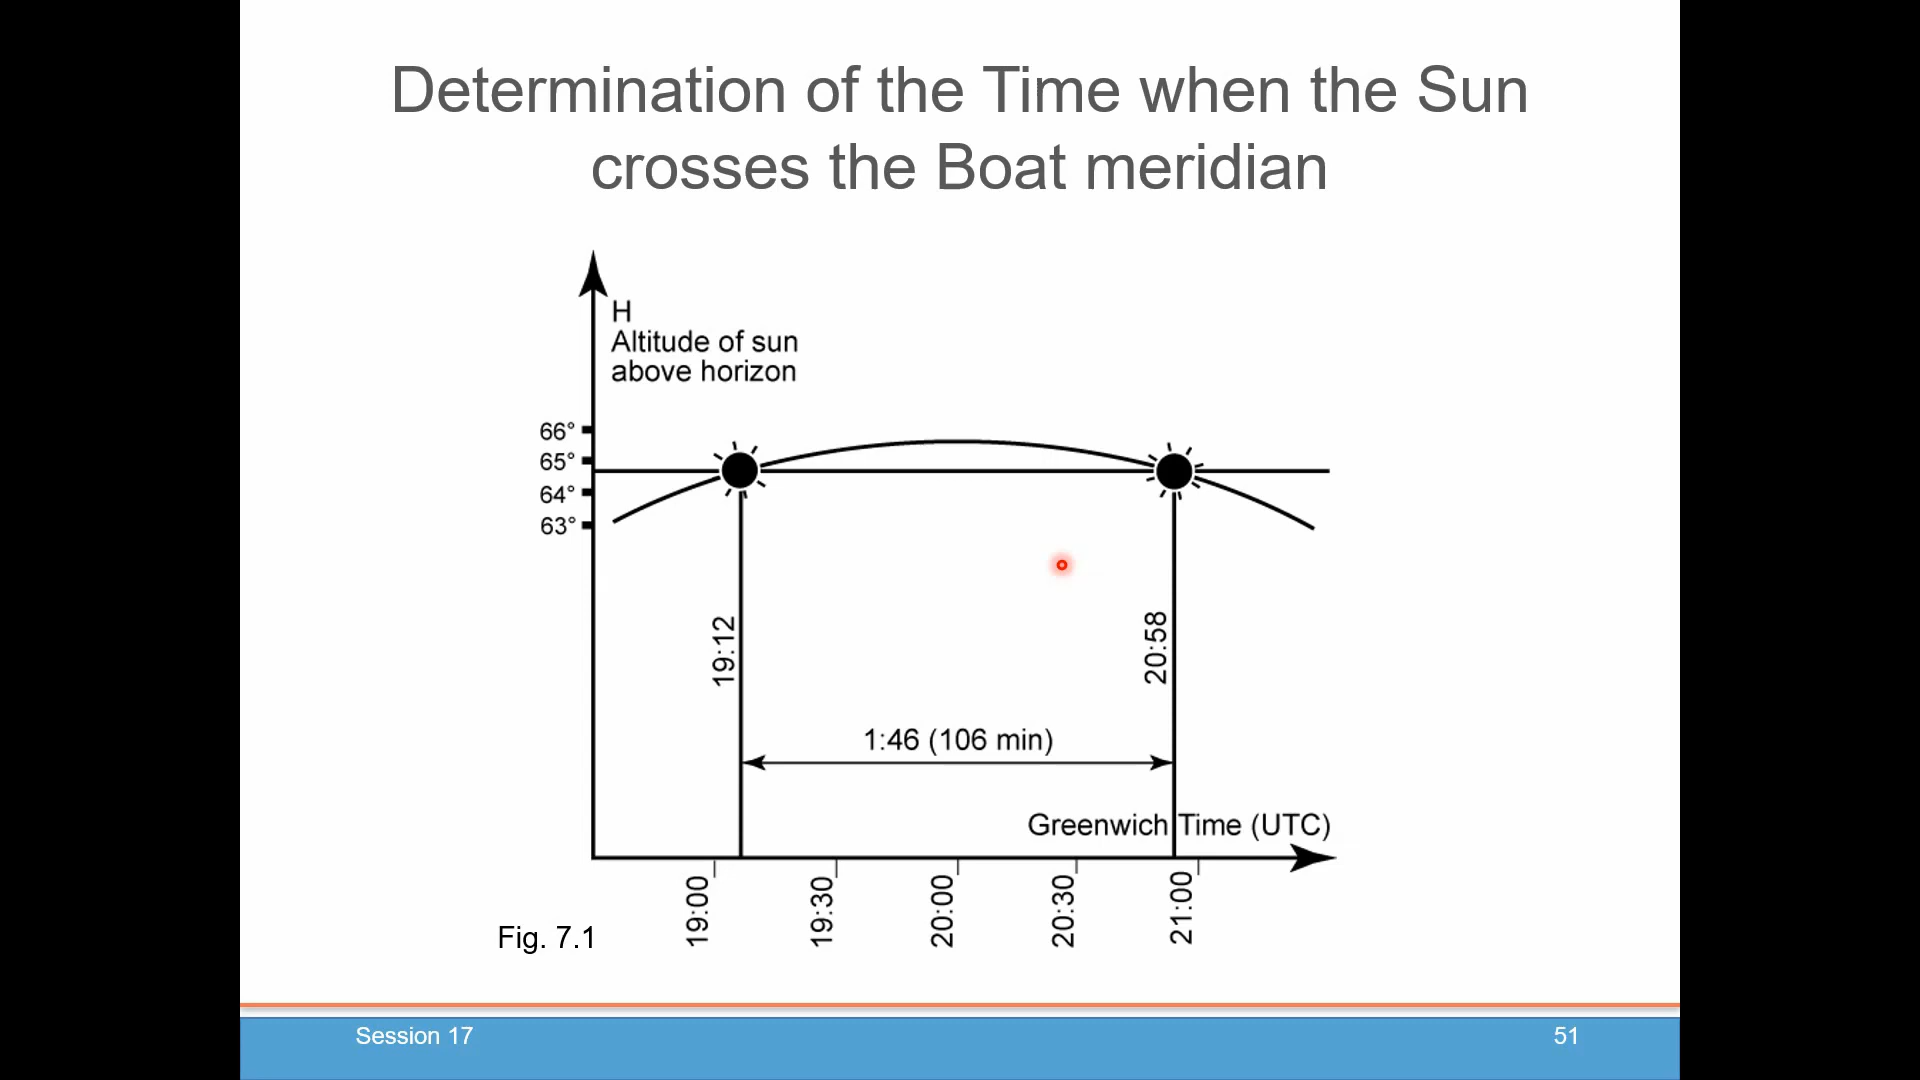 Determination of the Time when the Sun
crosses the Boat meridian
H
Altitude of sun
above horizon
66°
65°
64°
63°
19:12
20:58
1:46 (106 min)
Greenwich Time (UTC)
19:00
19:30
20:00
20:30
21:00
Fig. 7.1
Session 17
51